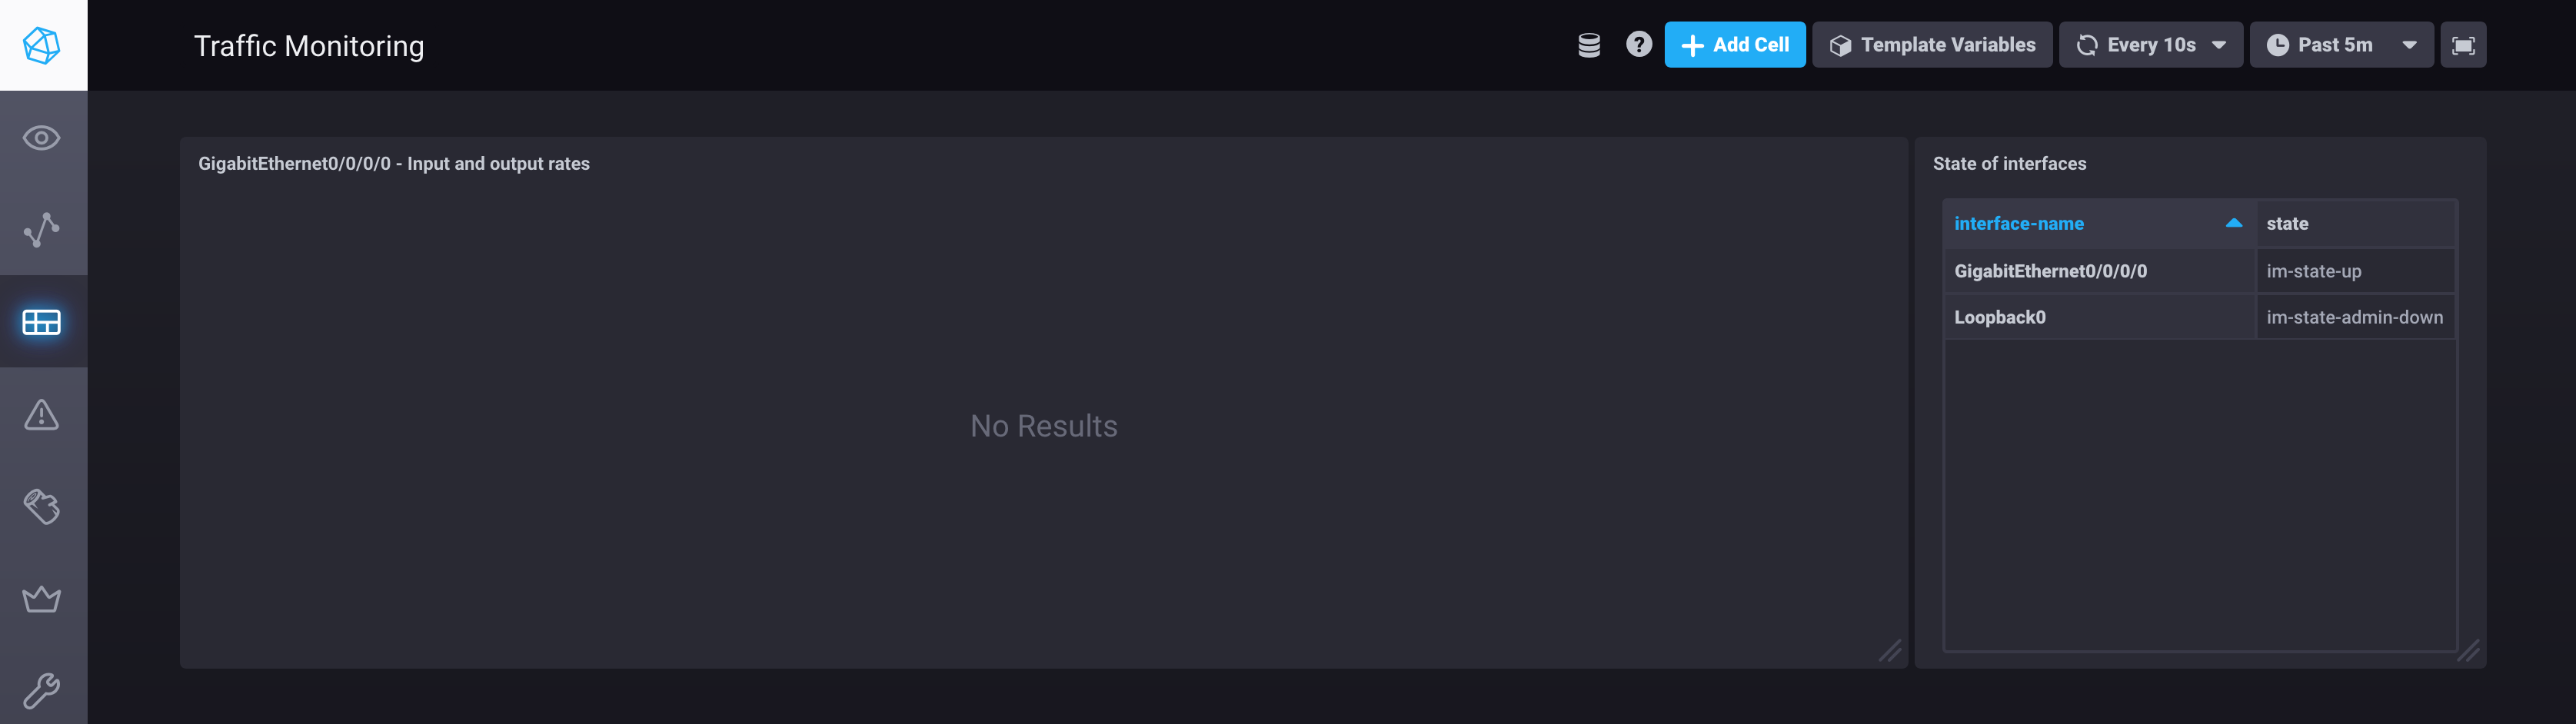 Traffic Monitoring
?
Add Cell
Template Variables
Every 10s
Past 5m
GigabitEthernet0/0/0/0 - Input and output rates
No Results
State of interfaces
interface-name state
GigabitEthernet0/0/0/0 im-state-up
Loopback0 im-state-admin-down